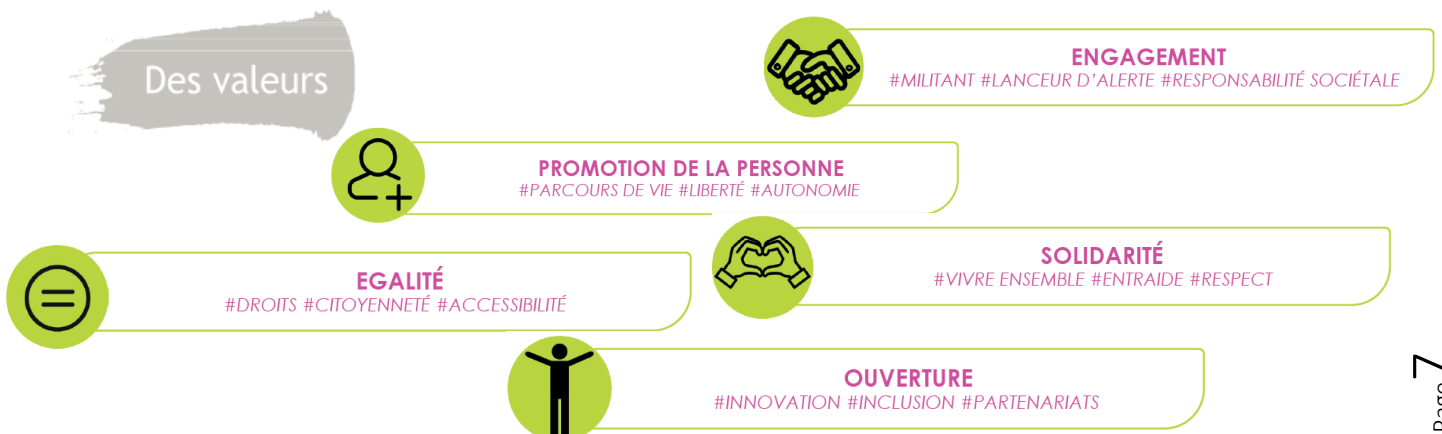 Des valeurs
ENGAGEMENT
#MILITANT #LANCEUR D'ALERTE #RESPONSABILITÉ SOCIÉTALE
PROMOTION DE LA PERSONNE
#PARCOURS DE VIE #LIBERTÉ #AUTONOMIE
SOLIDARITÉ
#VIVRE ENSEMBLE #ENTRAIDE #RESPECT
EGALITÉ
#DROITS #CITOYENNETÉ #ACCESSIBILITÉ
OUVERTURE
#INNOVATION #INCLUSION #PARTENARIATS
Page 7